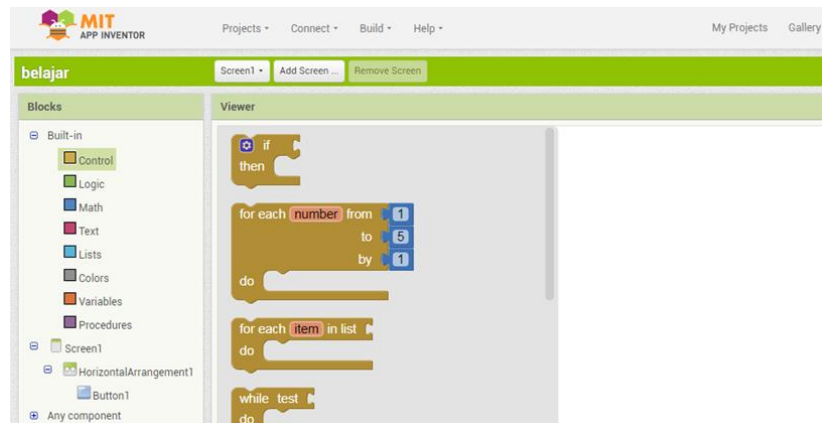 MIT
APP INVENTOR
Projects
Connect
Build
Help
My Projects
Gallery
belajar
Screen1
Add Screen ...
Remove Screen
Blocks
Viewer
Built-in
Control
Logic
Math
Text
Lists
Colors
Variables
Procedures
Screen1
HorizontalArrangement1
Button1
Any component
if
then
for each number from 1
to 5
by 1
do
for each item in list
do
while test
do